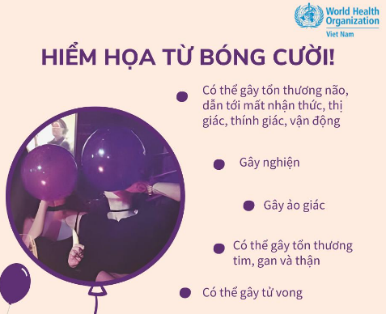 World Health
Organization
Viet Nam
HIỂM HỌA TỪ BÓNG CƯỜI!
Có thể gây tổn thương não,
dẫn tới mất nhận thức, thị
giác, thính giác, vận động
Gây nghiện
Gây ảo giác
Có thể gây tổn thương
tim, gan và thận
Có thể gây tử vong